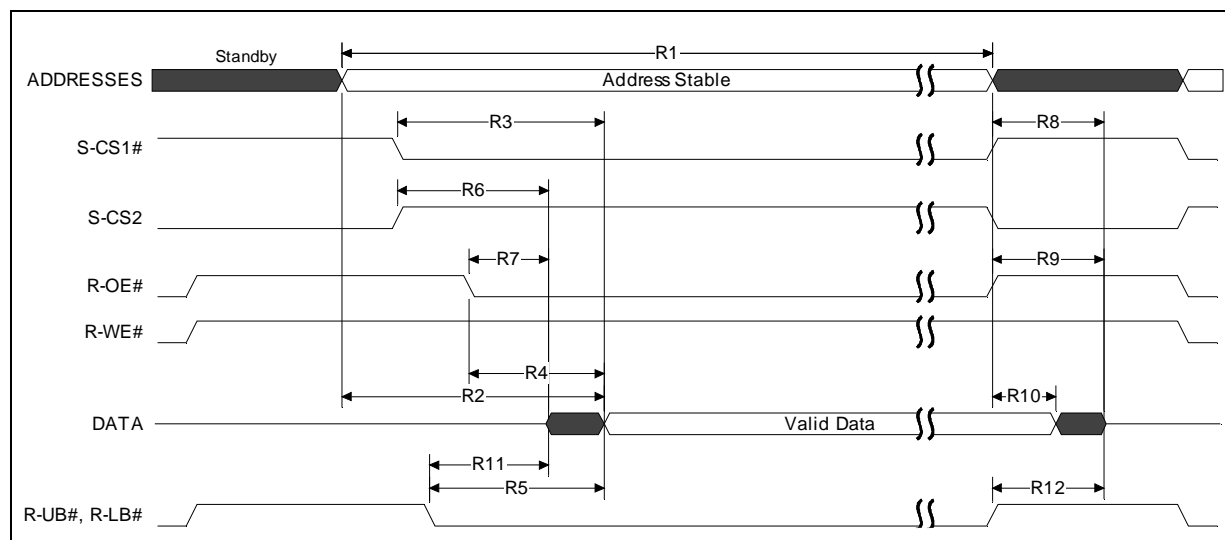 Standby
R1
ADDRESSES
Address Stable
R3
R8
S-CS1#
R6
S-CS2
R7
R9
R-OE#
R-WE#
R4
R2
R10
DATA
Valid Data
R11
R5
R12
R-UB#, R-LB#